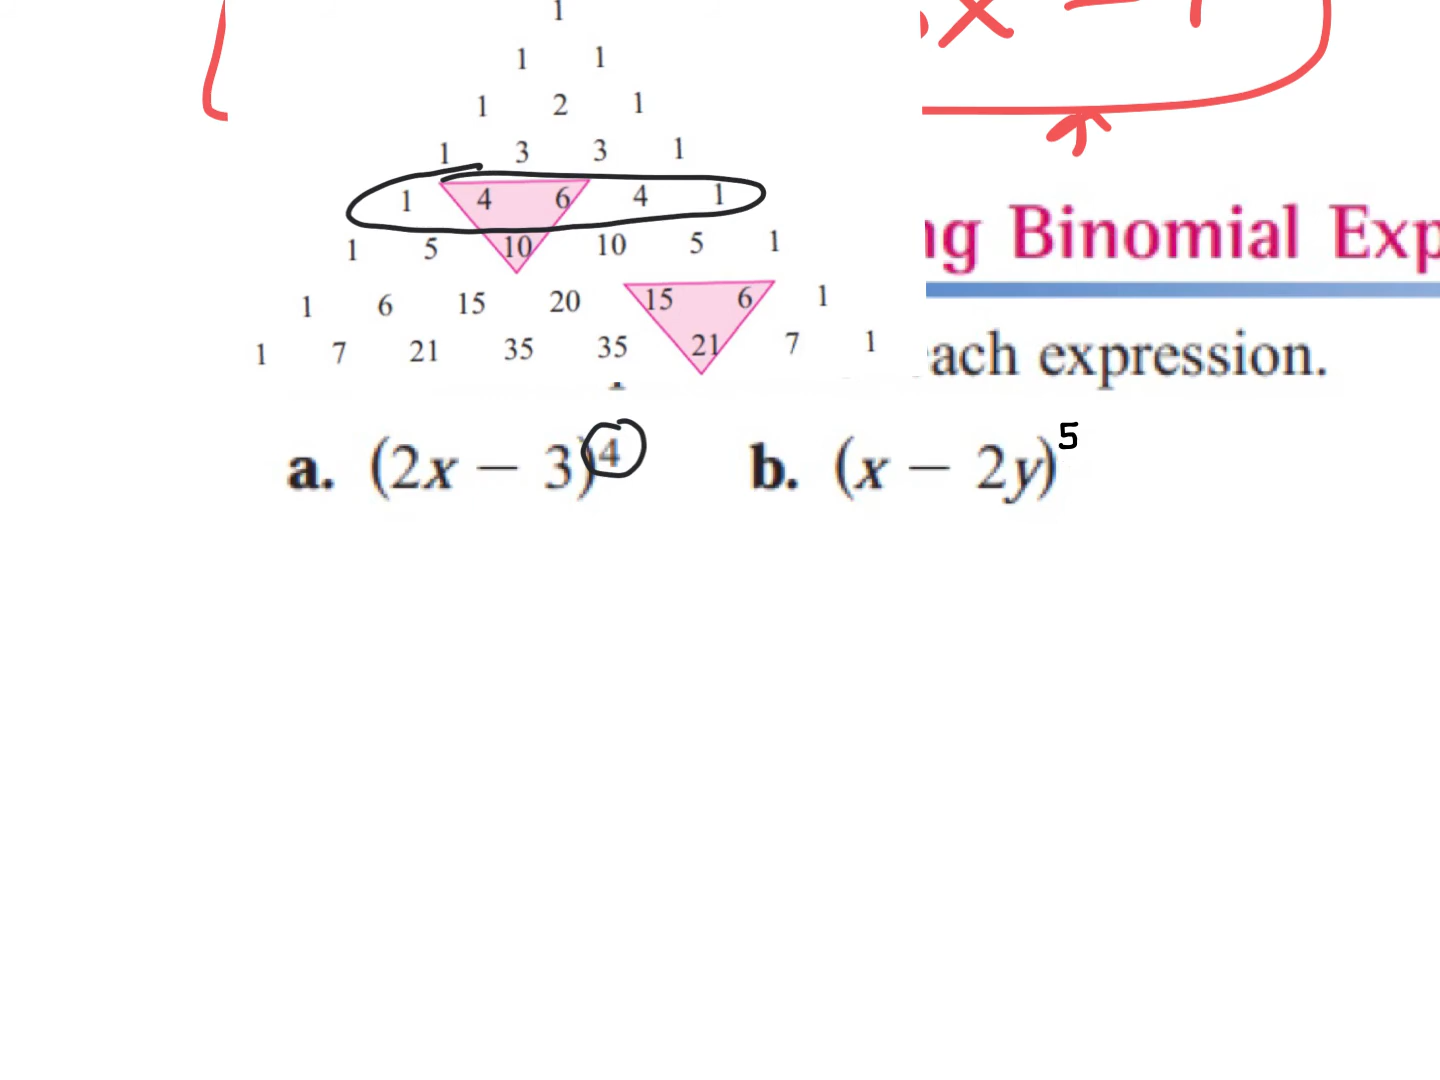 1
x
1 1
1 2 1
1 3 3 1
1 4 6 4 1
ng Binomial Exp
1 5 10 10 5 1
1 6 15 20 15 6 1
1 7 21 35 35 21 7 1
ach expression.
a. (2x − 3)⁴ b. (x − 2y)⁵